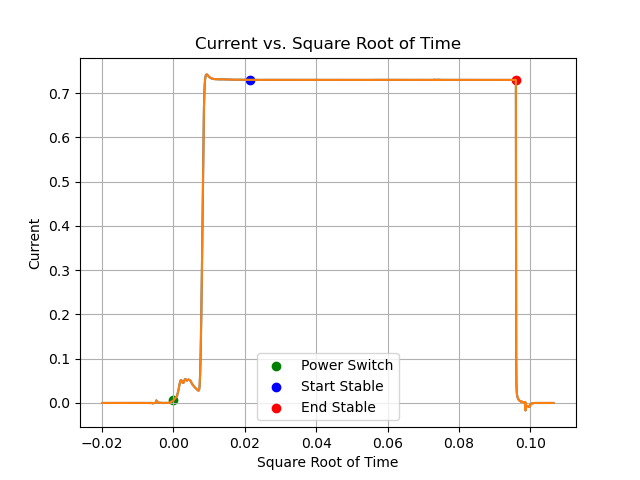 Current vs. Square Root of Time
Current
0.7
0.6
0.5
0.4
0.3
0.2
0.1
0.0
Power Switch
Start Stable
End Stable
−0.02 0.00 0.02 0.04 0.06 0.08 0.10
Square Root of Time